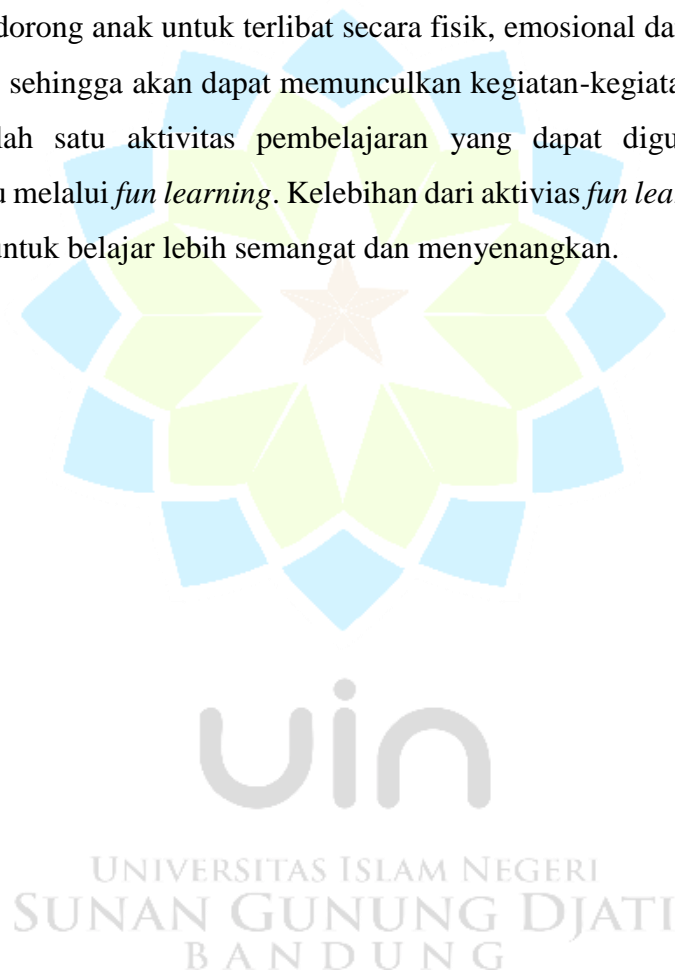 dorong anak untuk terlibat secara fisik, emosional da
sehingga akan dapat memunculkan kegiatan-kegiata
lah satu aktivitas pembelajaran yang dapat digu
u melalui fun learning. Kelebihan dari aktivias fun lea
untuk belajar lebih semangat dan menyenangkan.
uin
UNIVERSITAS ISLAM NEGERI
SUNAN GUNUNG DJATI
BANDUNG